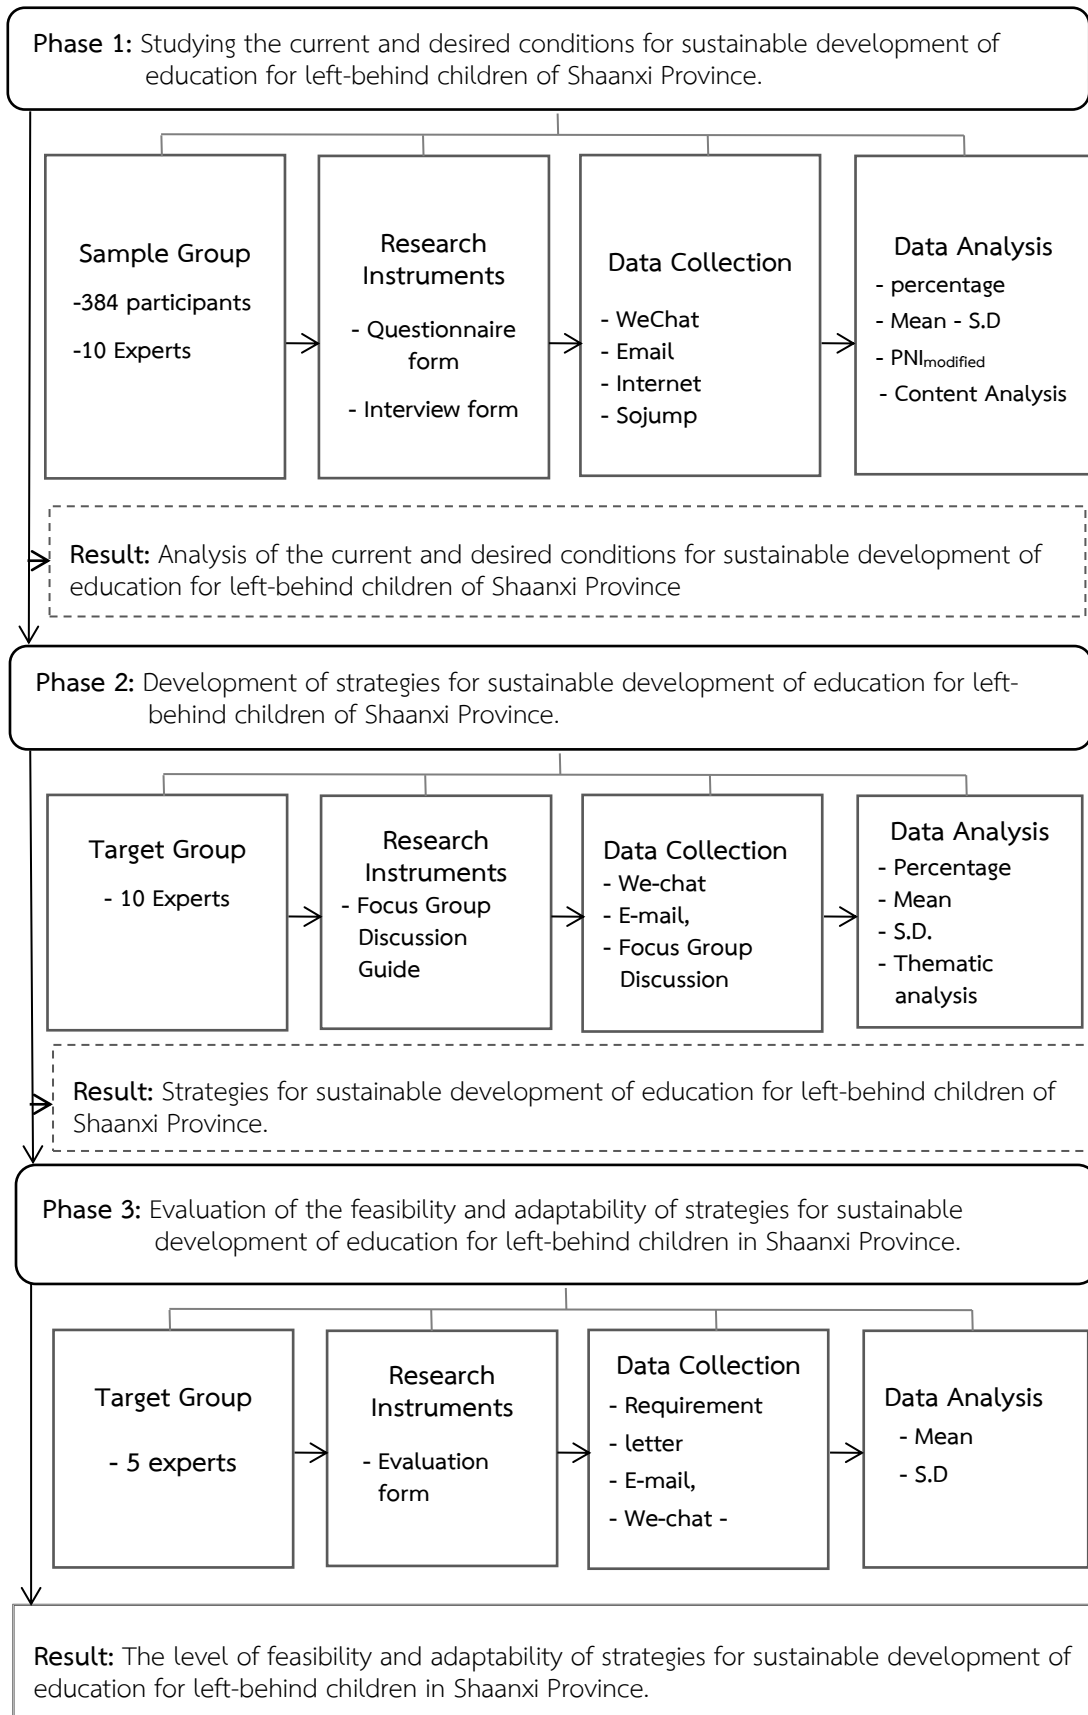 Phase 1: Studying the current and desired conditions for sustainable development of
education for left-behind children of Shaanxi Province.
Sample Group
-384 participants
-10 Experts
Research
Instruments
- Questionnaire
form
- Interview form
Data Collection
- WeChat
- Email
- Internet
- Sojump
Data Analysis
- percentage
- Mean - S.D
- PNImodified
- Content Analysis
Result: Analysis of the current and desired conditions for sustainable development of
education for left-behind children of Shaanxi Province
Phase 2: Development of strategies for sustainable development of education for left-
behind children of Shaanxi Province.
Target Group
- 10 Experts
Research
Instruments
- Focus Group
Discussion
Guide
Data Collection
- We-chat
- E-mail,
- Focus Group
Discussion
Data Analysis
- Percentage
- Mean
- S.D.
- Thematic
analysis
Result: Strategies for sustainable development of education for left-behind children of
Shaanxi Province.
Phase 3: Evaluation of the feasibility and adaptability of strategies for sustainable
development of education for left-behind children in Shaanxi Province.
Target Group
- 5 experts
Research
Instruments
- Evaluation
form
Data Collection
- Requirement
- letter
- E-mail,
- We-chat -
Data Analysis
- Mean
- S.D
Result: The level of feasibility and adaptability of strategies for sustainable development of
education for left-behind children in Shaanxi Province.